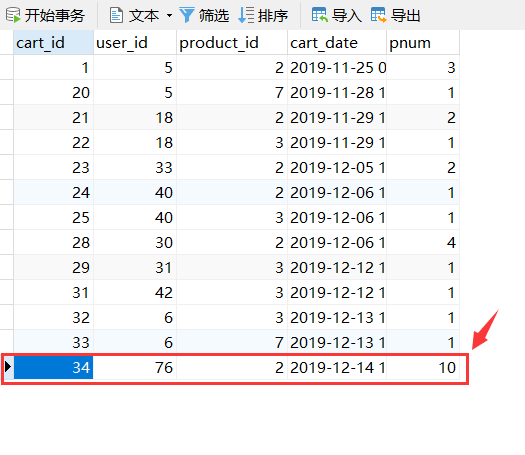 开始事务 文本 筛选 排序 导入 导出
cart_id user_id product_id cart_date pnum
1 5 2 2019-11-25 0 3
20 5 7 2019-11-28 1 1
21 18 2 2019-11-29 1 2
22 18 3 2019-11-29 1 1
23 33 2 2019-12-05 1 2
24 40 2 2019-12-06 1 1
25 40 3 2019-12-06 1 1
28 30 2 2019-12-06 1 4
29 31 3 2019-12-12 1 1
31 42 3 2019-12-12 1 1
32 6 3 2019-12-13 1 1
33 6 7 2019-12-13 1 1
34 76 2 2019-12-14 1 10